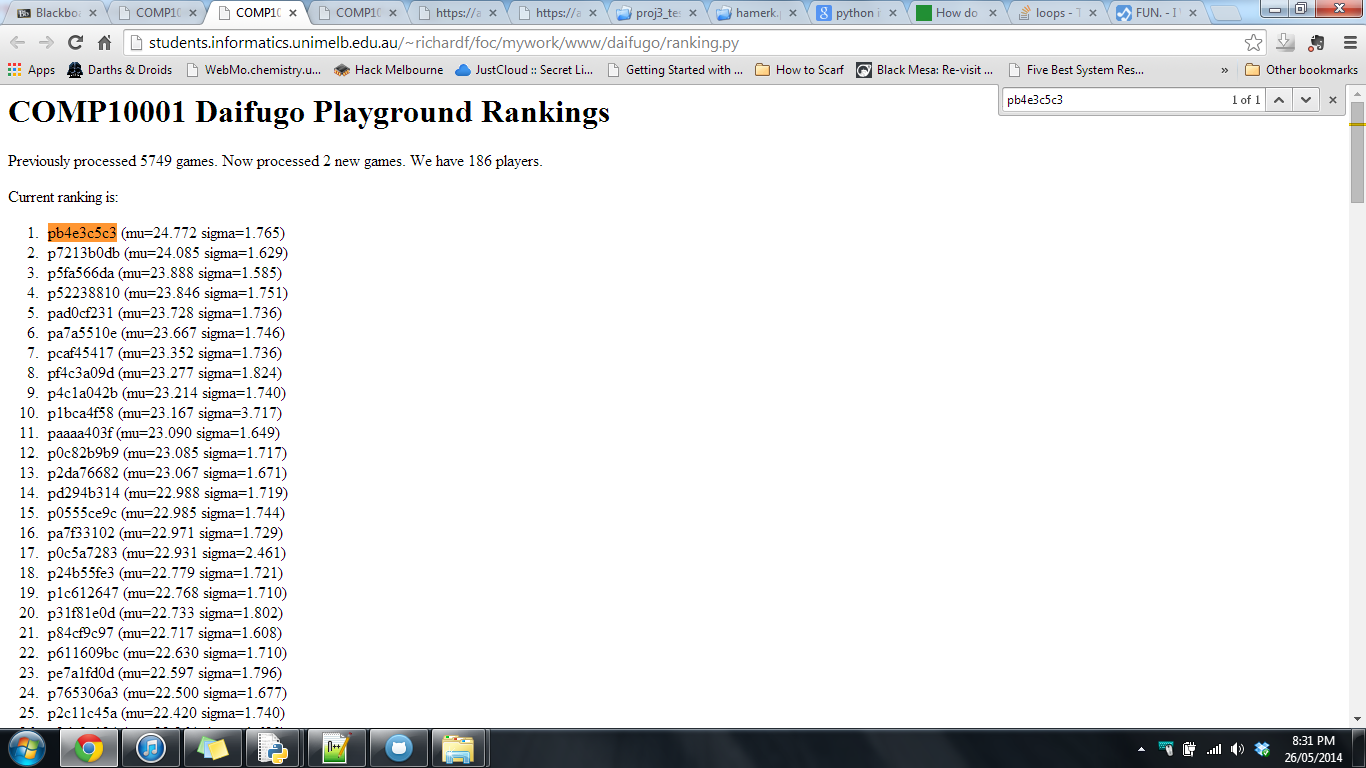 Blackboa
COMP10
COMP10
COMP10
https://a
https://a
proj3_te
hamerk.
python i
How do
loops - T
FUN. - I'
students.informatics.unimelb.edu.au/~richardf/foc/mywork/www/daifugo/ranking.py
Apps
Darths & Droids
WebMo.chemistry.u...
Hack Melbourne
JustCloud :: Secret Li...
Getting Started with ...
How to Scarf
Black Mesa: Re-visit ...
Five Best System Res...
»
Other bookmarks
pb4e3c5c3 1 of 1
COMP10001 Daifugo Playground Rankings
Previously processed 5749 games. Now processed 2 new games. We have 186 players.
Current ranking is:
1. pb4e3c5c3 (mu=24.772 sigma=1.765)
2. p7213b0db (mu=24.085 sigma=1.629)
3. p5fa566da (mu=23.888 sigma=1.585)
4. p52238810 (mu=23.846 sigma=1.751)
5. pad0cf231 (mu=23.728 sigma=1.736)
6. pa7a5510e (mu=23.667 sigma=1.746)
7. pcaf45417 (mu=23.352 sigma=1.736)
8. pf4c3a09d (mu=23.277 sigma=1.824)
9. p4c1a042b (mu=23.214 sigma=1.740)
10. p1bca4f58 (mu=23.167 sigma=3.717)
11. paaaa403f (mu=23.090 sigma=1.649)
12. p0c82b9b9 (mu=23.085 sigma=1.717)
13. p2da76682 (mu=23.067 sigma=1.671)
14. pd294b314 (mu=22.988 sigma=1.719)
15. p0555ce9c (mu=22.985 sigma=1.744)
16. pa7f33102 (mu=22.971 sigma=1.729)
17. p0c5a7283 (mu=22.931 sigma=2.461)
18. p24b55fe3 (mu=22.779 sigma=1.721)
19. p1c612647 (mu=22.768 sigma=1.710)
20. p31f81e0d (mu=22.733 sigma=1.802)
21. p84cf9c97 (mu=22.717 sigma=1.608)
22. p611609bc (mu=22.630 sigma=1.710)
23. pe7a1fd0d (mu=22.597 sigma=1.796)
24. p765306a3 (mu=22.500 sigma=1.677)
25. p2c11c45a (mu=22.420 sigma=1.740)
8:31 PM
26/05/2014